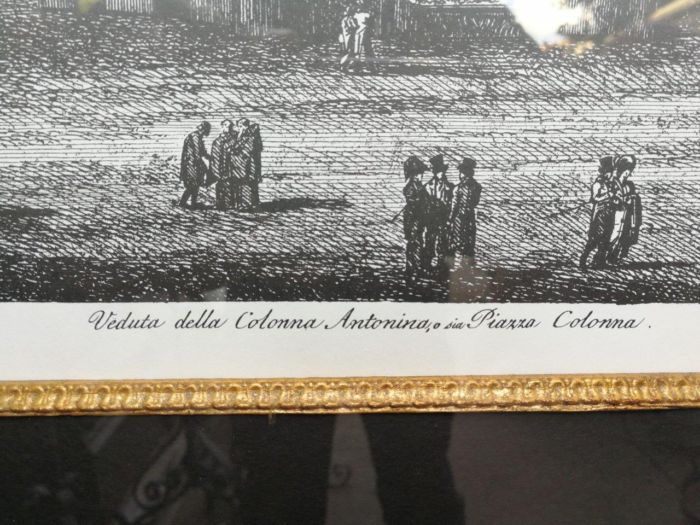 Veduta della Colonna Antonina, o sia Piazza Colonna.